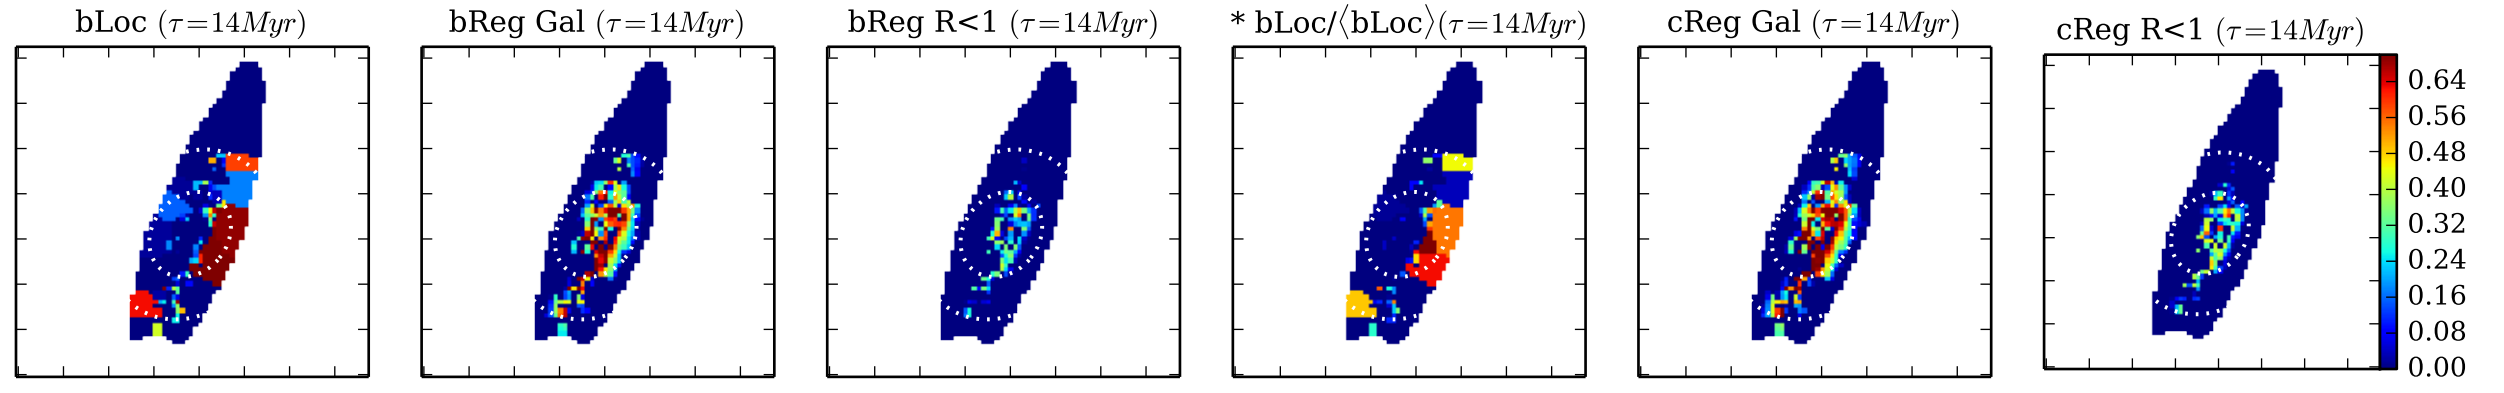 bLoc (τ=14Myr)
bReg Gal (τ=14Myr)
bReg R<1 (τ=14Myr)
* bLoc/⟨bLoc⟩(τ=14Myr)
cReg Gal (τ=14Myr)
cReg R<1 (τ=14Myr)
0.64
0.56
0.48
0.40
0.32
0.24
0.16
0.08
0.00